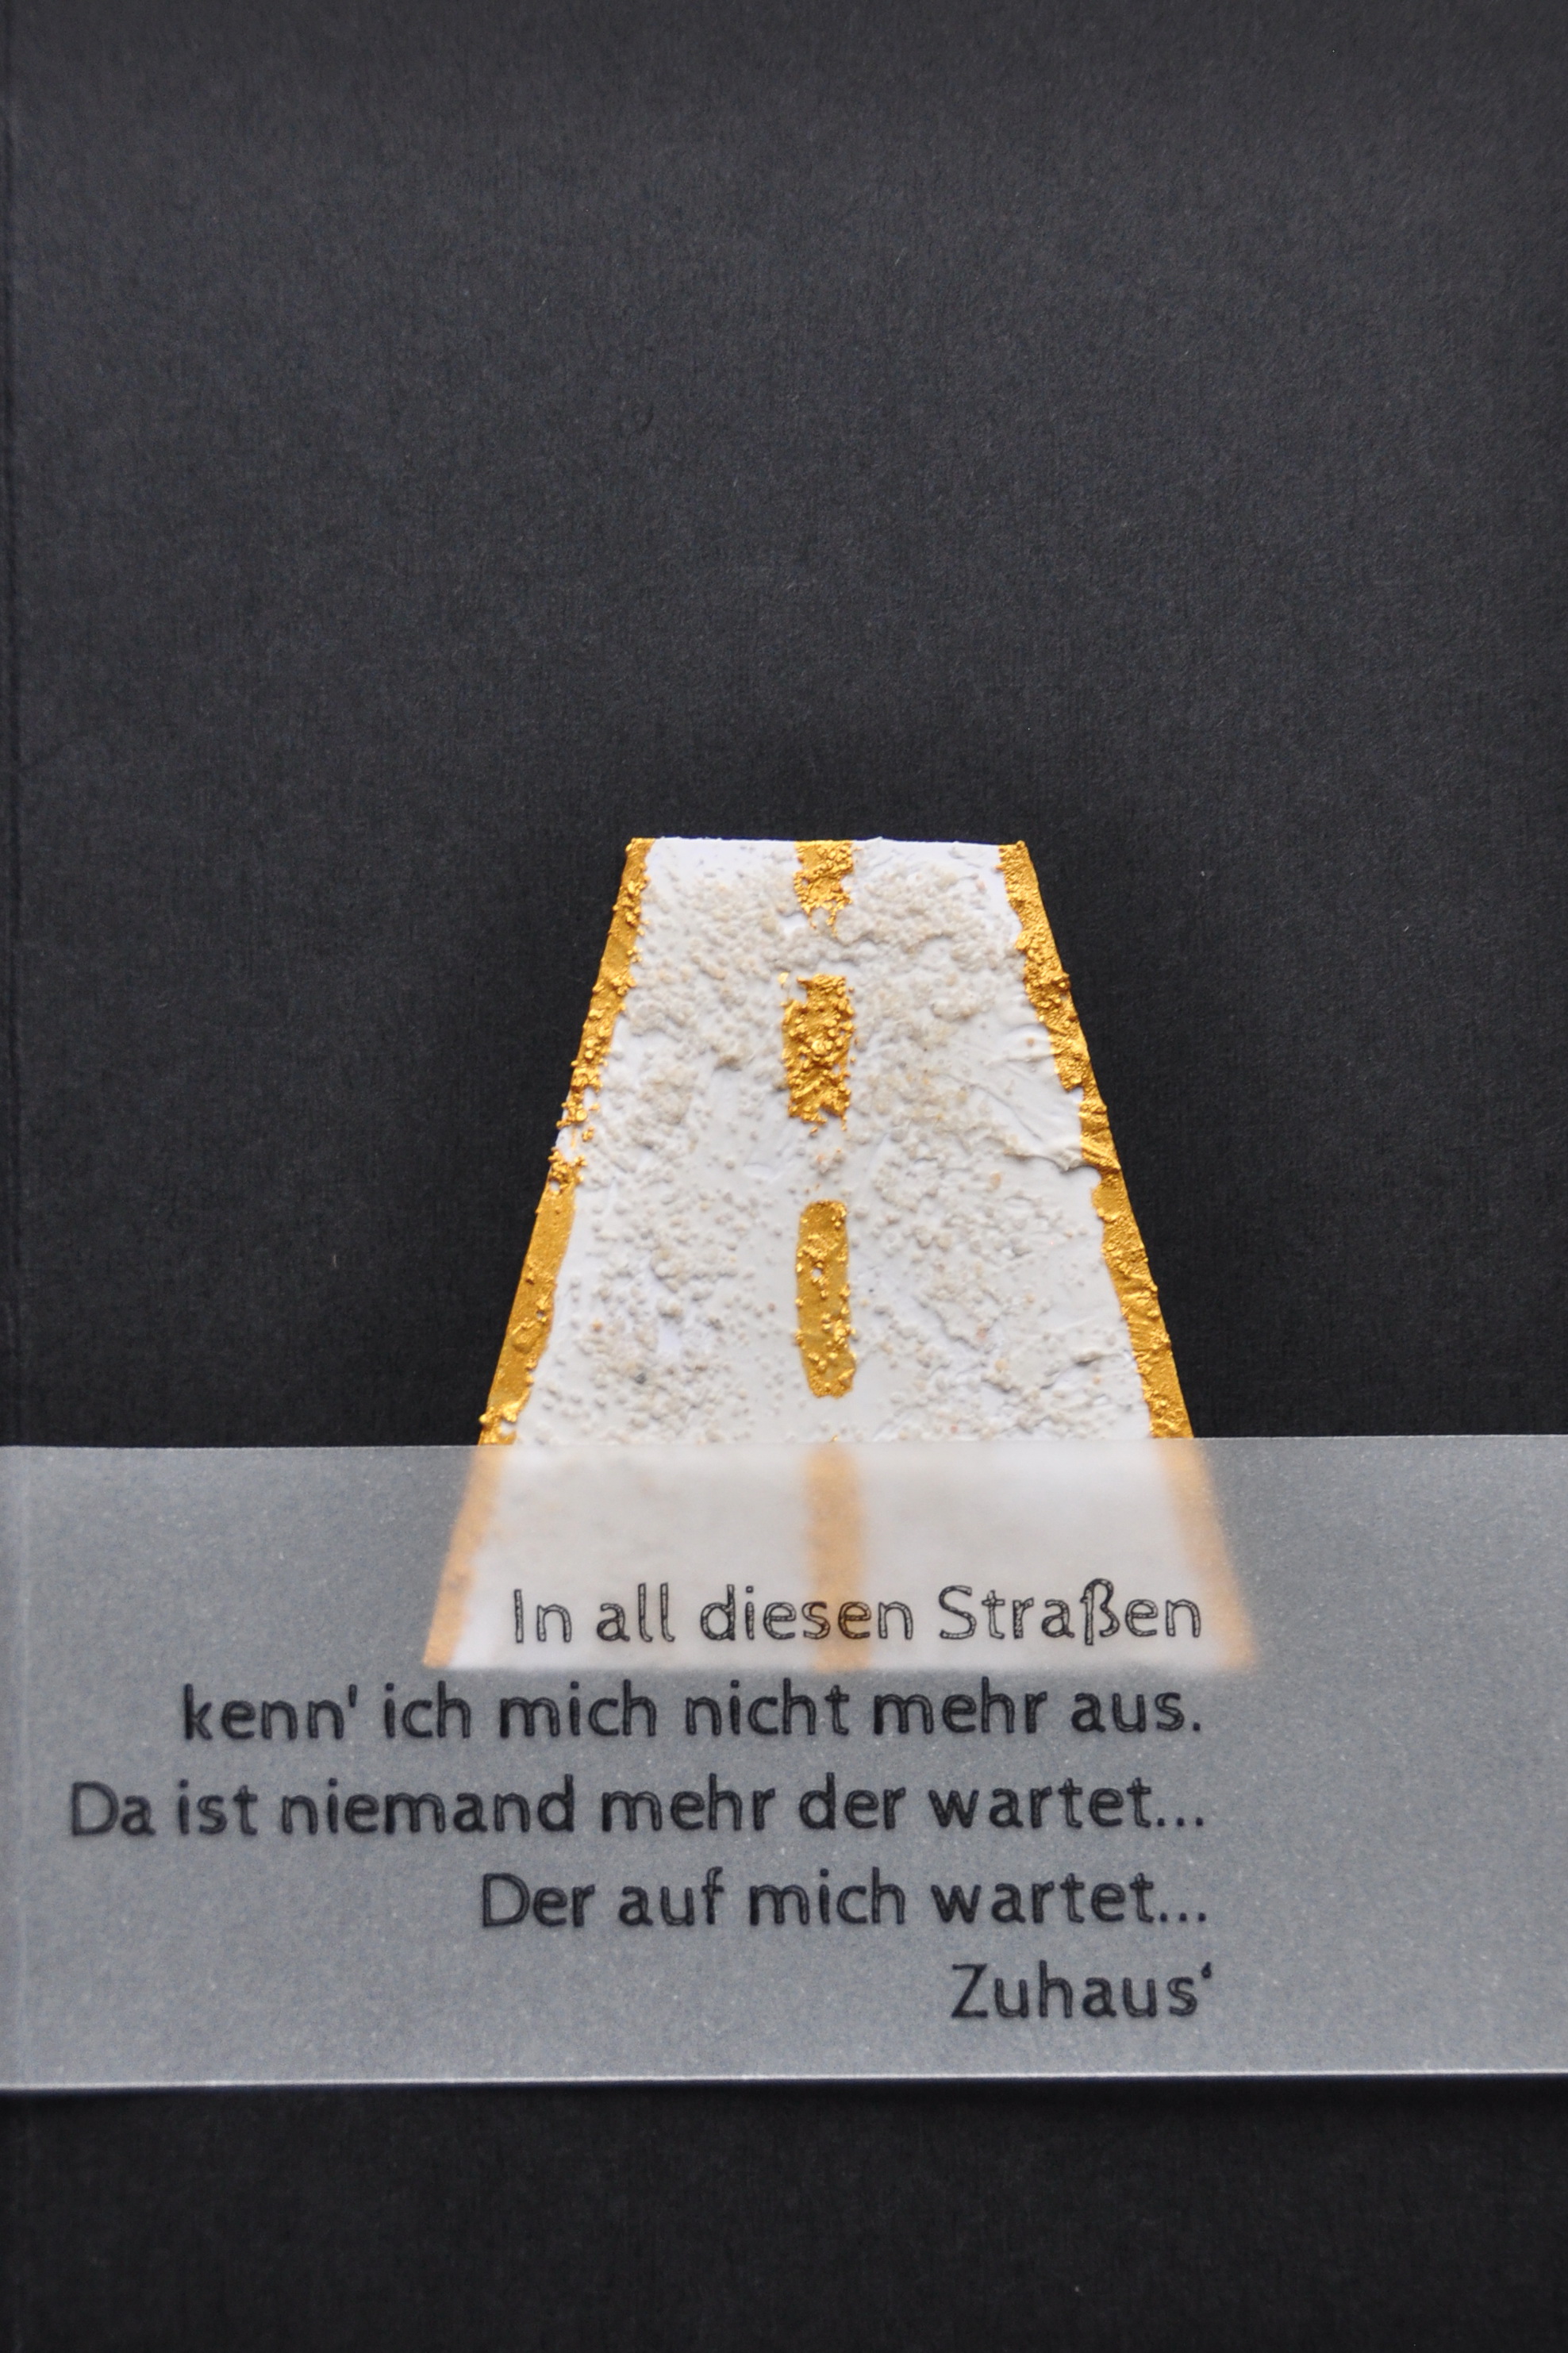 In all diesen Straßen
kenn' ich mich nicht mehr aus.
Da ist niemand mehr der wartet...
Der auf mich wartet...
Zuhaus‘